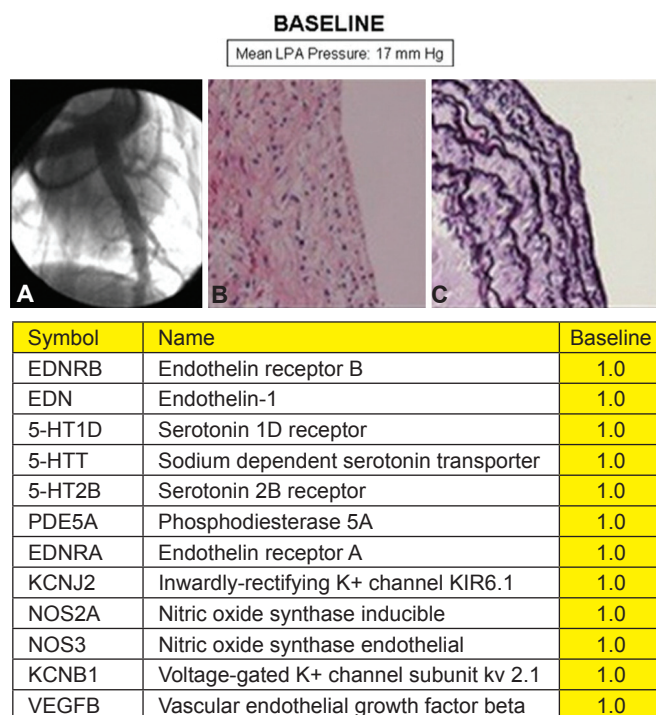 BASELINE
Mean LPA Pressure: 17 mm Hg
A B C
Symbol Name Baseline
EDNRB Endothelin receptor B 1.0
EDN Endothelin-1 1.0
5-HT1D Serotonin 1D receptor 1.0
5-HTT Sodium dependent serotonin transporter 1.0
5-HT2B Serotonin 2B receptor 1.0
PDE5A Phosphodiesterase 5A 1.0
EDNRA Endothelin receptor A 1.0
KCNJ2 Inwardly-rectifying K+ channel KIR6.1 1.0
NOS2A Nitric oxide synthase inducible 1.0
NOS3 Nitric oxide synthase endothelial 1.0
KCNB1 Voltage-gated K+ channel subunit kv 2.1 1.0
VEGFB Vascular endothelial growth factor beta 1.0